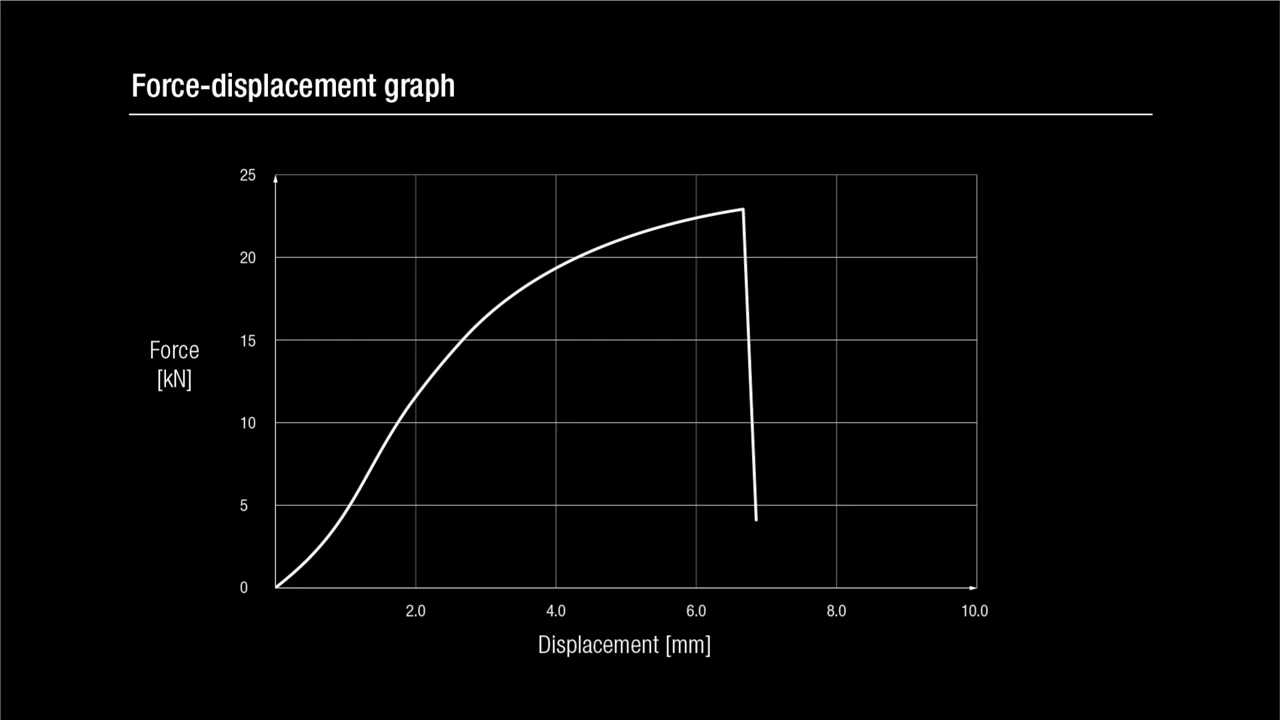 Force-displacement graph
25
20
15
10
5
0
Force
[kN]
2.0
4.0
6.0
8.0
10.0
Displacement [mm]